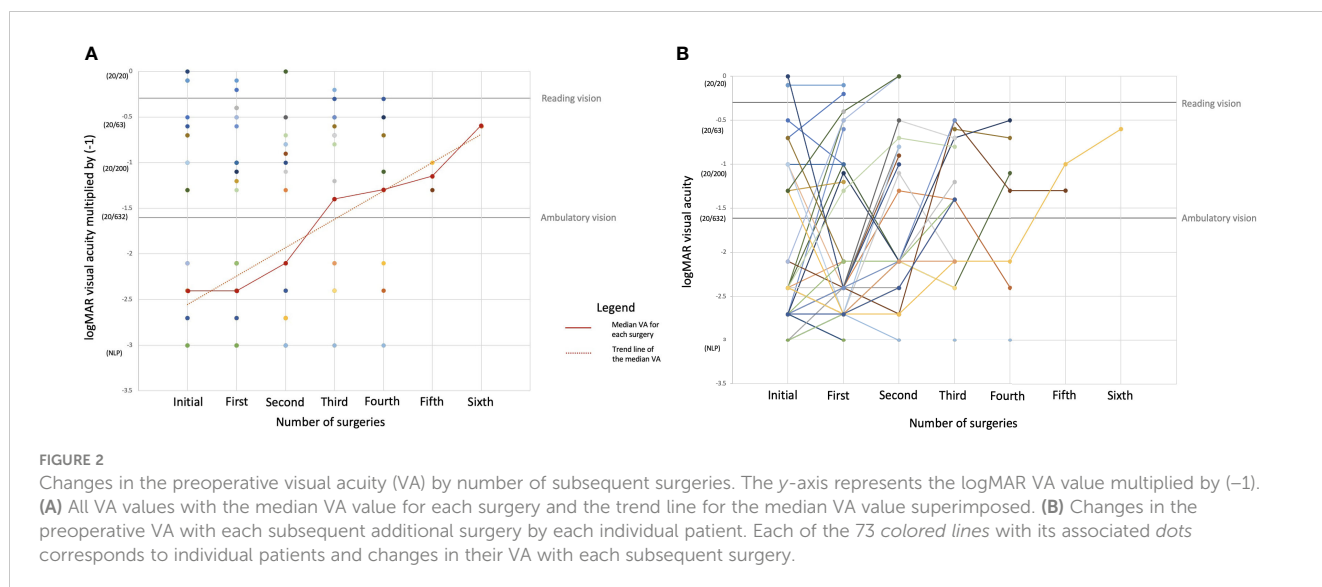 A
B
logMAR visual acuity multiplied by (-1)
(20/20)
(20/63)
(20/200)
(20/632)
(NLP)
0
-0.5
-1
-1.5
-2
-2.5
-3
-3.5
Reading vision
Ambulatory vision
Initial First Second Third Fourth Fifth Sixth
Number of surgeries
Legend
Median VA for
each surgery
Trend line of
the median VA
logMAR visual acuity
(20/20)
(20/63)
(20/200)
(20/632)
(NLP)
0
-0.5
-1
-1.5
-2
-2.5
-3
-3.5
Reading vision
Ambulatory vision
Initial First Second Third Fourth Fifth Sixth
Number of surgeries
FIGURE 2
Changes in the preoperative visual acuity (VA) by number of subsequent surgeries. The y-axis represents the logMAR VA value multiplied by (−1).
(A) All VA values with the median VA value for each surgery and the trend line for the median VA value superimposed. (B) Changes in the
preoperative VA with each subsequent additional surgery by each individual patient. Each of the 73 colored lines with its associated dots
corresponds to individual patients and changes in their VA with each subsequent surgery.